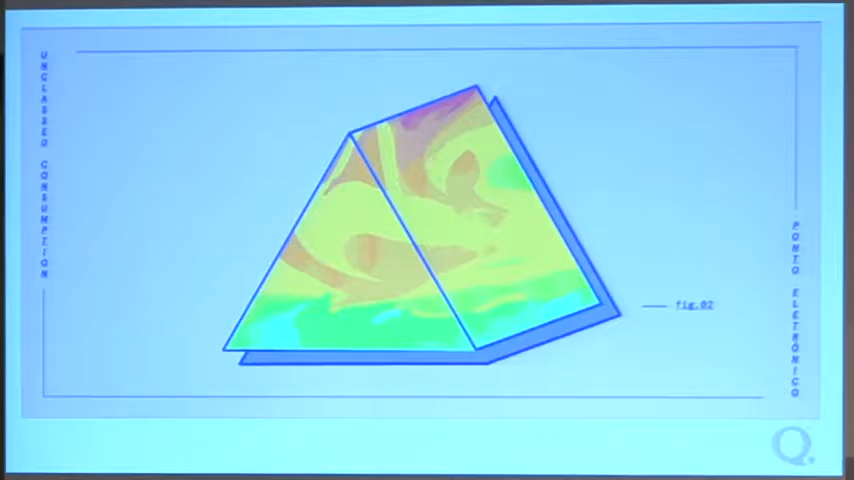 UNCLASSED CONSUMPTION
fig.02
PONTO ELETRÔNICO
Q